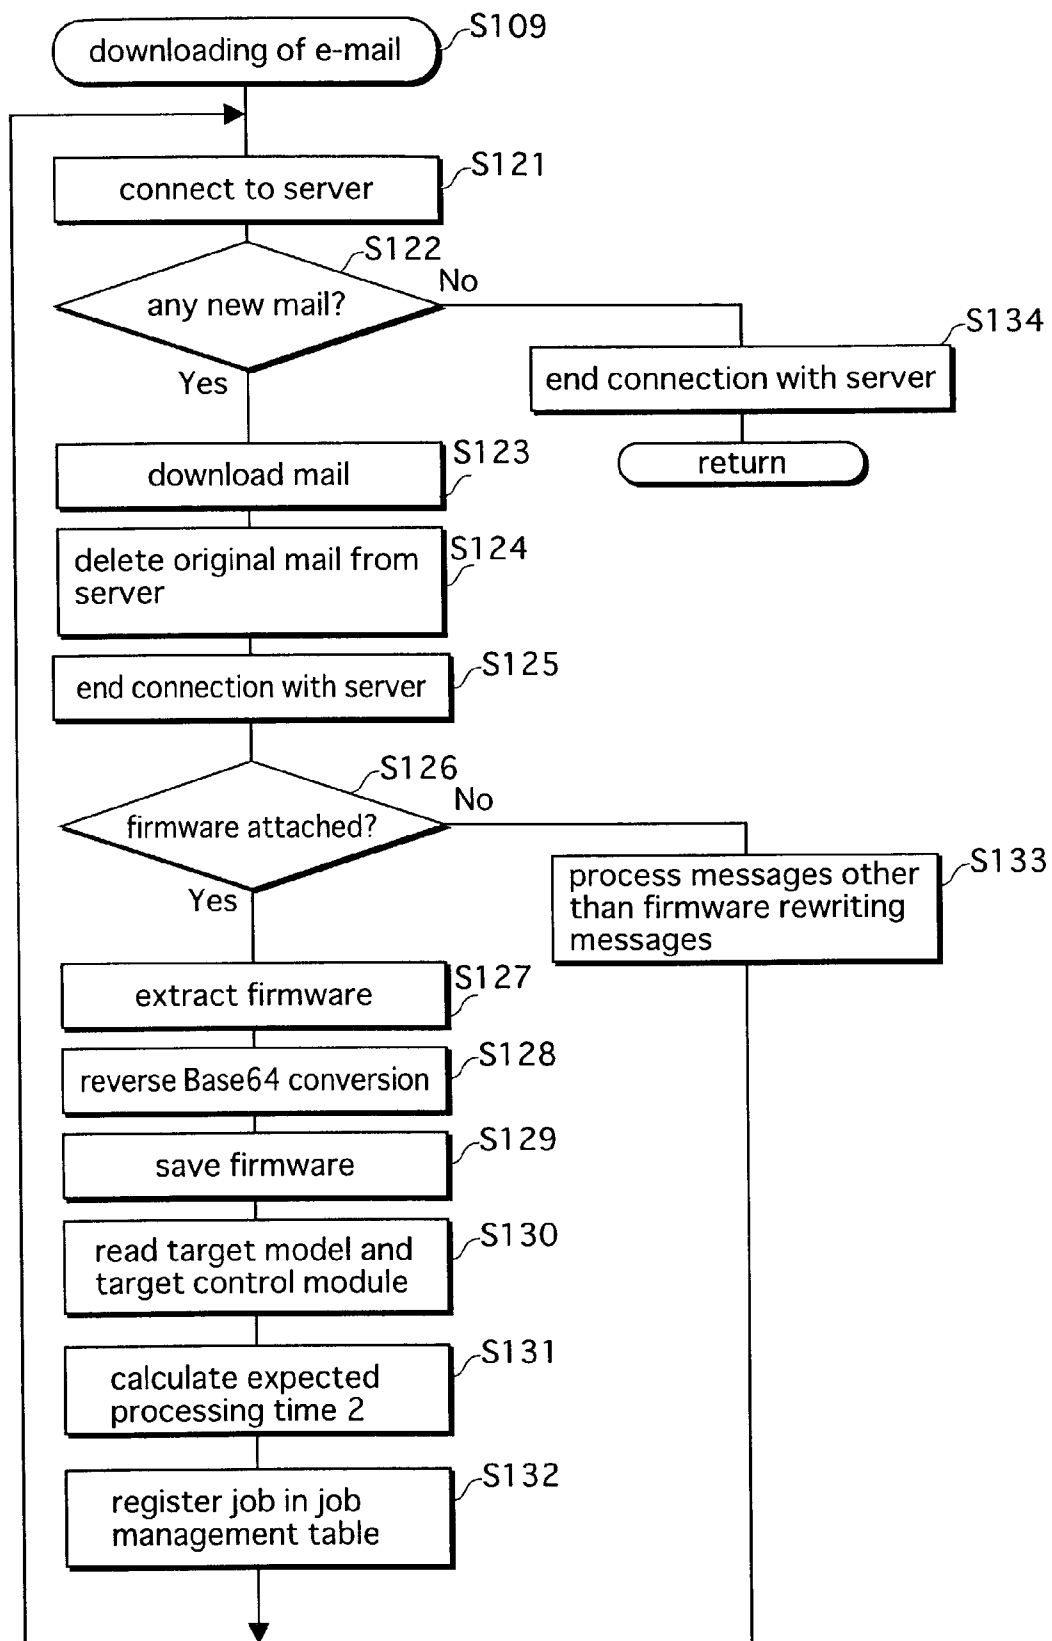 downloading of e-mail
S109
connect to server
S121
any new mail?
S122
No
Yes
end connection with server
S134
return
download mail
S123
delete original mail from
server
S124
end connection with server
S125
firmware attached?
S126
No
Yes
process messages other
than firmware rewriting
messages
S133
extract firmware
S127
reverse Base64 conversion
S128
save firmware
S129
read target model and
target control module
S130
calculate expected
processing time 2
S131
register job in job
management table
S132